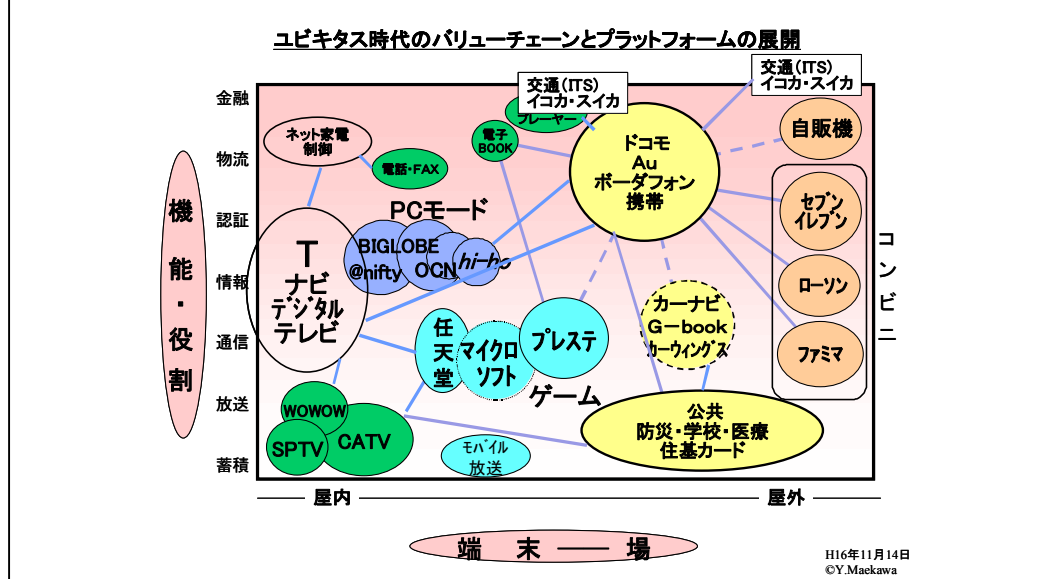 ユビキタス時代のバリューチェーンとプラットフォームの展開
交通(ITS)
イコカ・スイカ
交通(ITS)
イコカ・スイカ
金融
物流
認証
情報
通信
放送
蓄積
機能・役割
ネット家電
制御
電話・FAX
電子
BOOK
プレーヤー
ドコモ
Au
ボーダフォン
携帯
自販機
セブン
イレブン
ローソン
ファミマ
コンビニ
PCモード
BIGLOBE
@nifty
OCN
hi-ho
T
ナビ
デジタル
テレビ
任天堂
マイクロ
ソフト
プレステ
ゲーム
カーナビ
G-book
カーウィングス
WOWOW
SPTV
CATV
モバイル
放送
公共
防災・学校・医療
住基カード
屋内
屋外
端 末 ―― 場
H16年11月14日
©Y.Maekawa